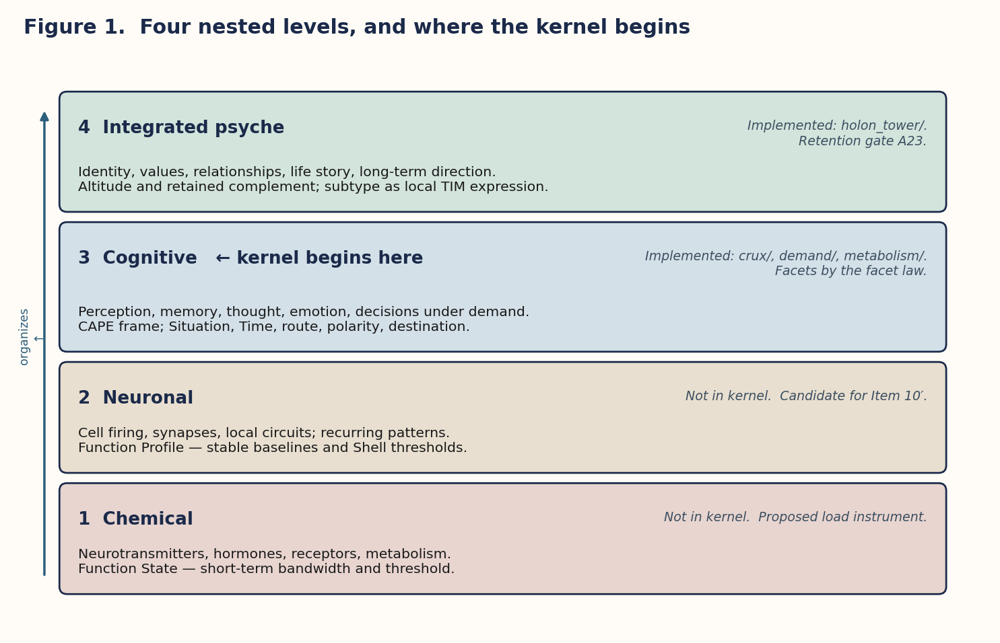 Figure 1.  Four nested levels, and where the kernel begins
4  Integrated psyche
Implemented: holon_tower/.
Retention gate A23.
Identity, values, relationships, life story, long-term direction.
Altitude and retained complement; subtype as local TIM expression.
3  Cognitive   ← kernel begins here
Implemented: crux/, demand/, metabolism/.
Facets by the facet law.
Perception, memory, thought, emotion, decisions under demand.
CAPE frame; Situation, Time, route, polarity, destination.
organizes
←
2  Neuronal
Not in kernel.  Candidate for Item 10′.
Cell firing, synapses, local circuits; recurring patterns.
Function Profile — stable baselines and Shell thresholds.
1  Chemical
Not in kernel.  Proposed load instrument.
Neurotransmitters, hormones, receptors, metabolism.
Function State — short-term bandwidth and threshold.